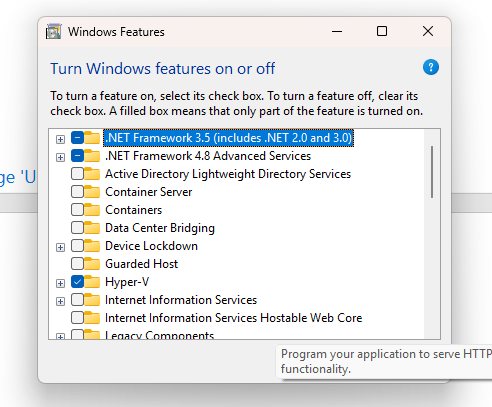 Windows Features
Turn Windows features on or off
To turn a feature on, select its check box. To turn a feature off, clear its
check box. A filled box means that only part of the feature is turned on.
.NET Framework 3.5 (includes .NET 2.0 and 3.0)
.NET Framework 4.8 Advanced Services
Active Directory Lightweight Directory Services
ge 'U
Container Server
Containers
Data Center Bridging
Device Lockdown
Guarded Host
Hyper-V
Internet Information Services
Internet Information Services Hostable Web Core
Legacy Components
Program your application to serve HTTP
functionality.